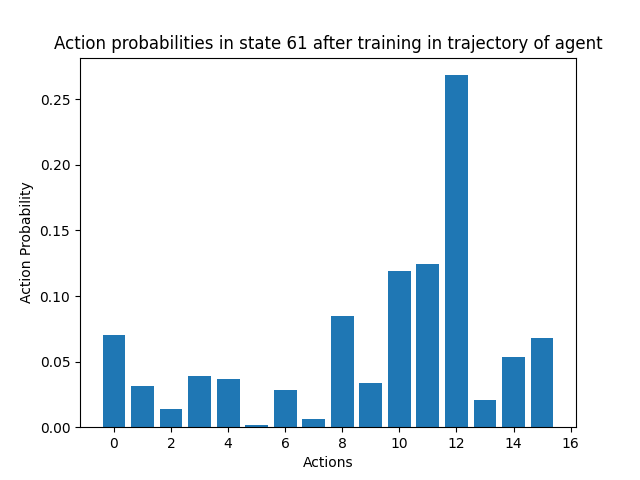 Action probabilities in state 61 after training in trajectory of agent
0.25
0.20
0.15
0.10
0.05
0.00
Action Probability
0 2 4 6 8 10 12 14 16
Actions